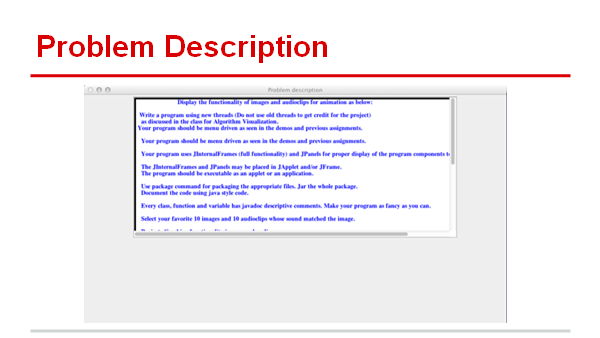 Problem Description
Problem description
Display the functionality of images and audioclips for animation as below:
Write a program using new threads (Do not use old threads to get credit for the project)
as discussed in the class for Algorithm Visualization.
Your program should be menu driven as seen in the demos and previous assignments.
Your program should be menu driven as seen in the demos and previous assignments.
Your program uses JInternalFrames (full functionality) and JPanels for proper display of the program components to
The JInternalFrames and JPanels may be placed in JApplet and/or JFrame.
The program should be executable as an applet or an application.
Use package command for packaging the appropriate files. Jar the whole package.
Document the code using java style code.
Every class, function and variable has javadoc descriptive comments. Make your program as fancy as you can.
Select your favorite 10 images and 10 audioclips whose sound matched the image.